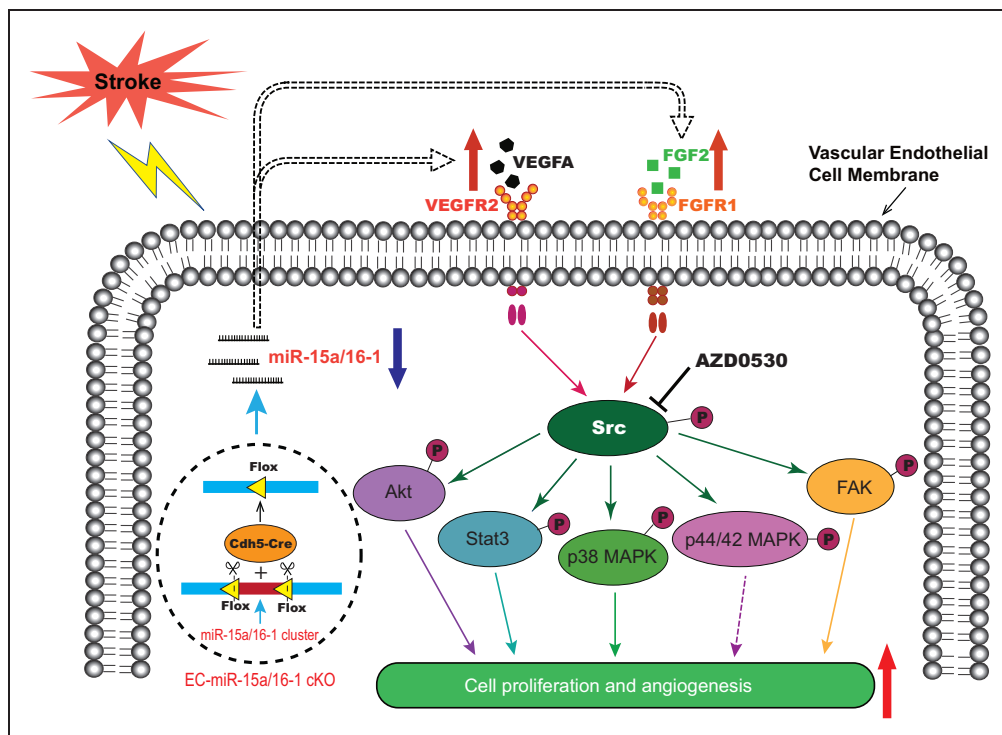 Stroke
VEGFA
VEGFR2
FGF2
FGFR1
Vascular Endothelial
Cell Membrane
miR-15a/16-1
AZD0530
Src
P
Akt
P
Stat3
P
p38 MAPK
P
p44/42 MAPK
P
FAK
P
Flox
Cdh5-Cre
+
Flox
Flox
miR-15a/16-1 cluster
EC-miR-15a/16-1 cKO
Cell proliferation and angiogenesis